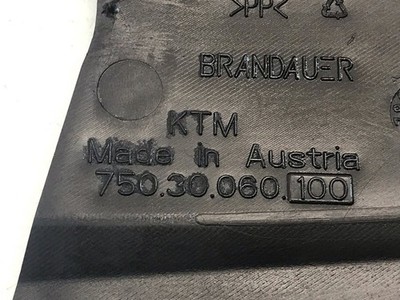 >PP<
BRANDAUER
KTM
Made in Austria
750.30.060.100